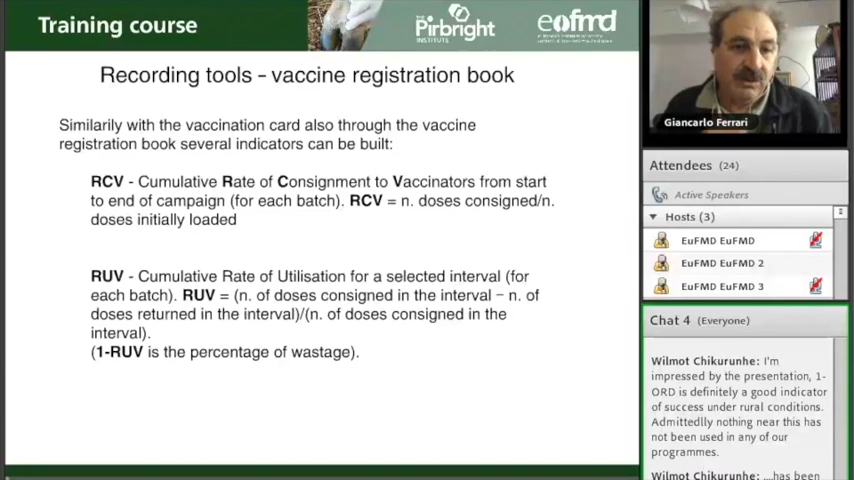 Training course
THE
Pirbright
INSTITUTE
eofmd
Recording tools – vaccine registration book
Similarily with the vaccination card also through the vaccine
registration book several indicators can be built:
RCV - Cumulative Rate of Consignment to Vaccinators from start
to end of campaign (for each batch). RCV = n. doses consigned/n.
doses initially loaded
RUV - Cumulative Rate of Utilisation for a selected interval (for
each batch). RUV = (n. of doses consigned in the interval – n. of
doses returned in the interval)/(n. of doses consigned in the
interval).
(1-RUV is the percentage of wastage).
Giancarlo Ferrari
Attendees (24)
Active Speakers
Hosts (3)
EuFMD EuFMD
EuFMD EuFMD 2
EuFMD EuFMD 3
Chat 4 (Everyone)
Wilmot Chikurunhe: I'm
impressed by the presentation, 1-
ORD is definitely a good indicator
of success under rural conditions.
Admittedlly nothing near this has
not been used in any of our
programmes.
Wilmot Chikurunhe: ....has been